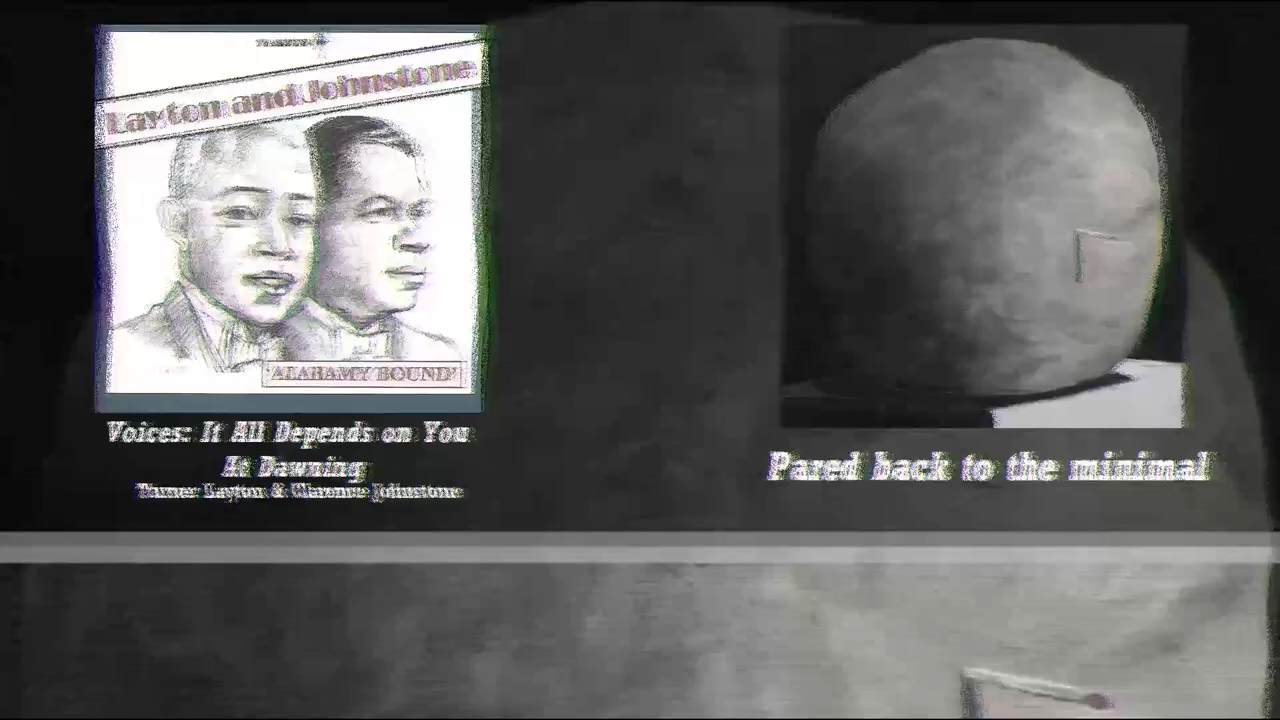 Layton and Johnstone
'ALABAMY BOUND'
Voices: It All Depends on You
At Dawning
Turner Layton & Clarence Johnstone
Pared back to the minimal